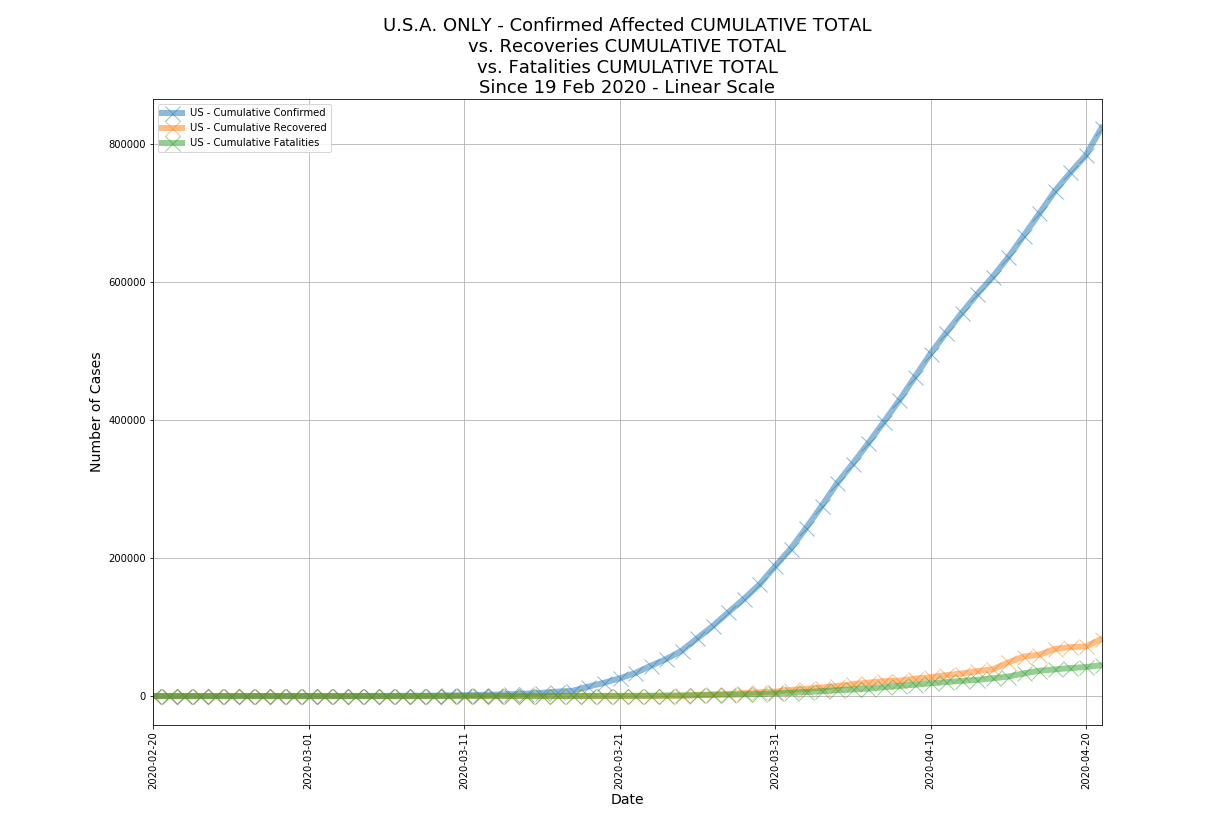 U.S.A. ONLY - Confirmed Affected CUMULATIVE TOTAL
vs. Recoveries CUMULATIVE TOTAL
vs. Fatalities CUMULATIVE TOTAL
Since 19 Feb 2020 - Linear Scale
US - Cumulative Confirmed
US - Cumulative Recovered
US - Cumulative Fatalities
800000
600000
400000
200000
0
Number of Cases
2020-02-20
2020-03-01
2020-03-11
2020-03-21
2020-03-31
2020-04-10
2020-04-20
Date